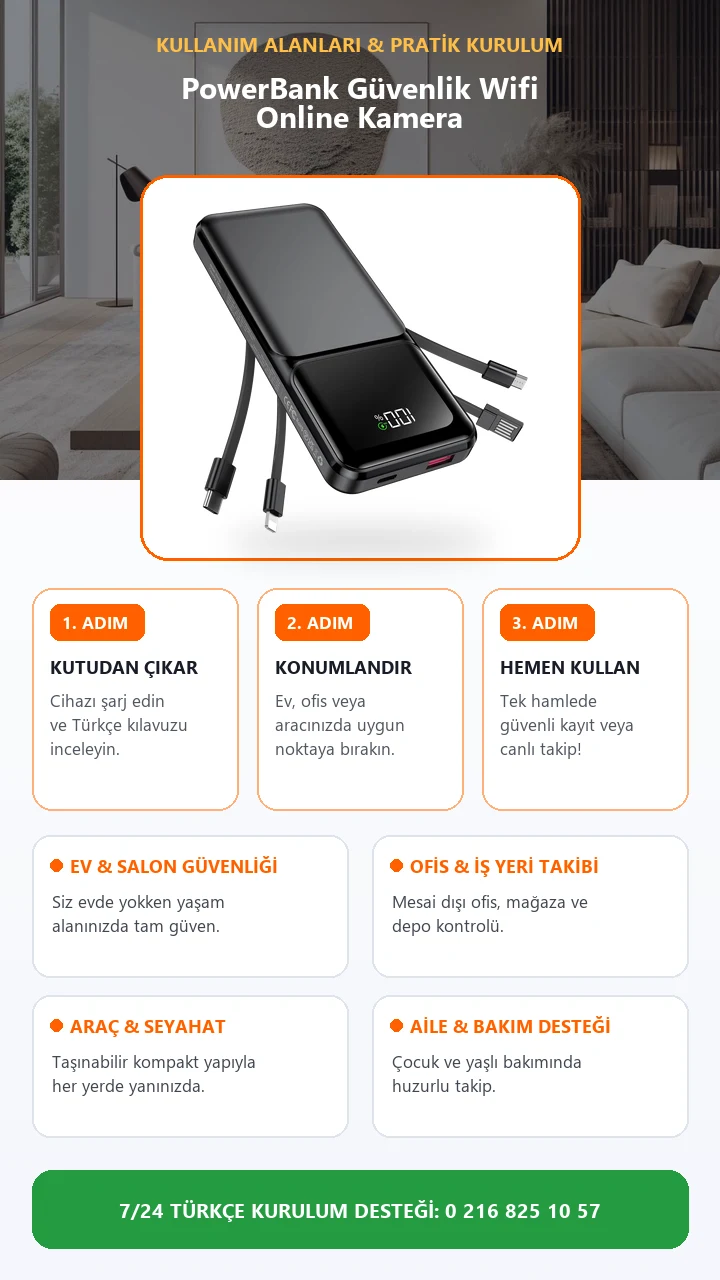 KULLANIM ALANLARI & PRATİK KURULUM
PowerBank Güvenlik Wifi
Online Kamera
%100
1. ADIM
KUTUDAN ÇIKAR
Cihazı şarj edin
ve Türkçe kılavuzu
inceleyin.
2. ADIM
KONUMLANDIR
Ev, ofis veya
aracınızda uygun
noktaya bırakın.
3. ADIM
HEMEN KULLAN
Tek hamlede
güvenli kayıt veya
canlı takip!
EV & SALON GÜVENLİĞİ
Siz evde yokken yaşam
alanınızda tam güven.
OFİS & İŞ YERİ TAKİBİ
Mesai dışı ofis, mağaza ve
depo kontrolü.
ARAÇ & SEYAHAT
Taşınabilir kompakt yapıyla
her yerde yanınızda.
AİLE & BAKIM DESTEĞİ
Çocuk ve yaşlı bakımında
huzurlu takip.
7/24 TÜRKÇE KURULUM DESTEĞİ: 0 216 825 10 57